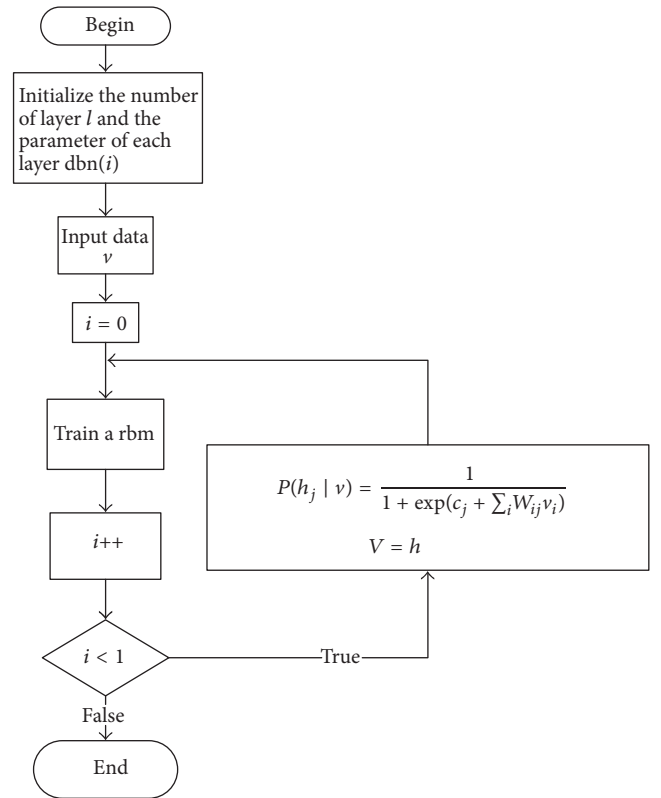 Begin
Initialize the number
of layer l and the
parameter of each
layer dbn(i)
Input data
v
i = 0
Train a rbm
i++
i < 1
True
False
End
P(h_j | v) = 1 / (1 + exp(c_j + ∑_i W_ij v_i))
V = h